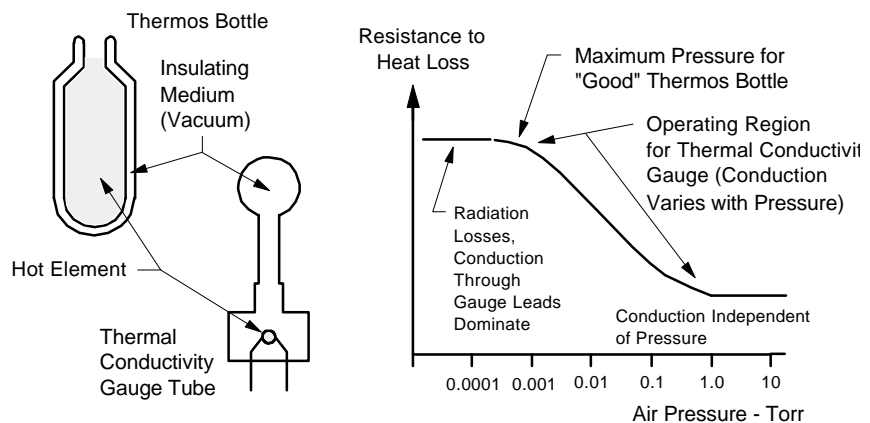 Thermos Bottle
Insulating
Medium
(Vacuum)
Hot Element
Thermal
Conductivity
Gauge Tube
Resistance to
Heat Loss
Maximum Pressure for
"Good" Thermos Bottle
Operating Region
for Thermal Conductivit
Gauge (Conduction
Varies with Pressure)
Radiation
Losses,
Conduction
Through
Gauge Leads
Dominate
Conduction Independent
of Pressure
0.0001 0.001 0.01 0.1 1.0 10
Air Pressure - Torr